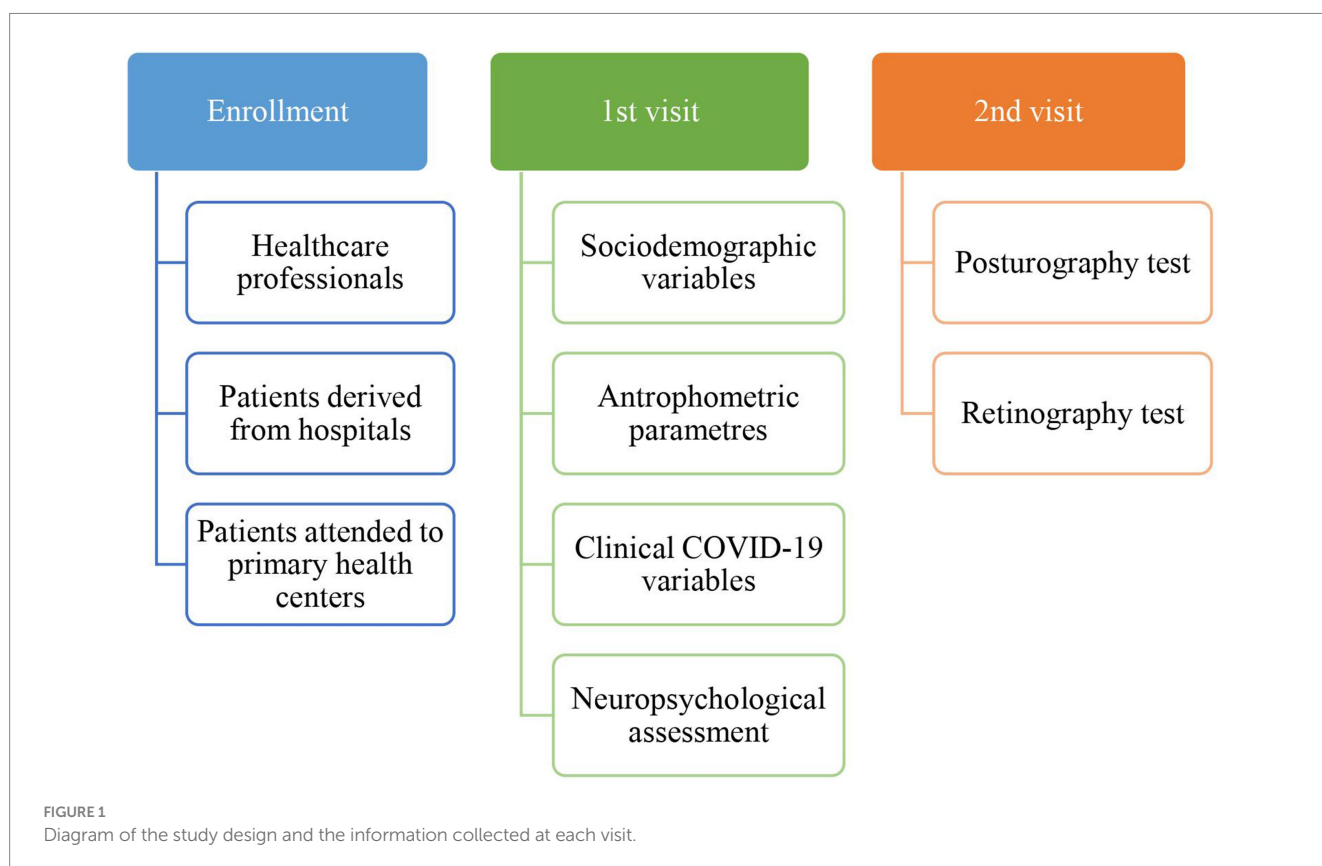 Enrollment
Healthcare
professionals
Patients derived
from hospitals
Patients attended to
primary health
centers
1st visit
Sociodemographic
variables
Antrophometric
parametres
Clinical COVID-19
variables
Neuropsychological
assessment
2nd visit
Posturography test
Retinography test
FIGURE 1
Diagram of the study design and the information collected at each visit.